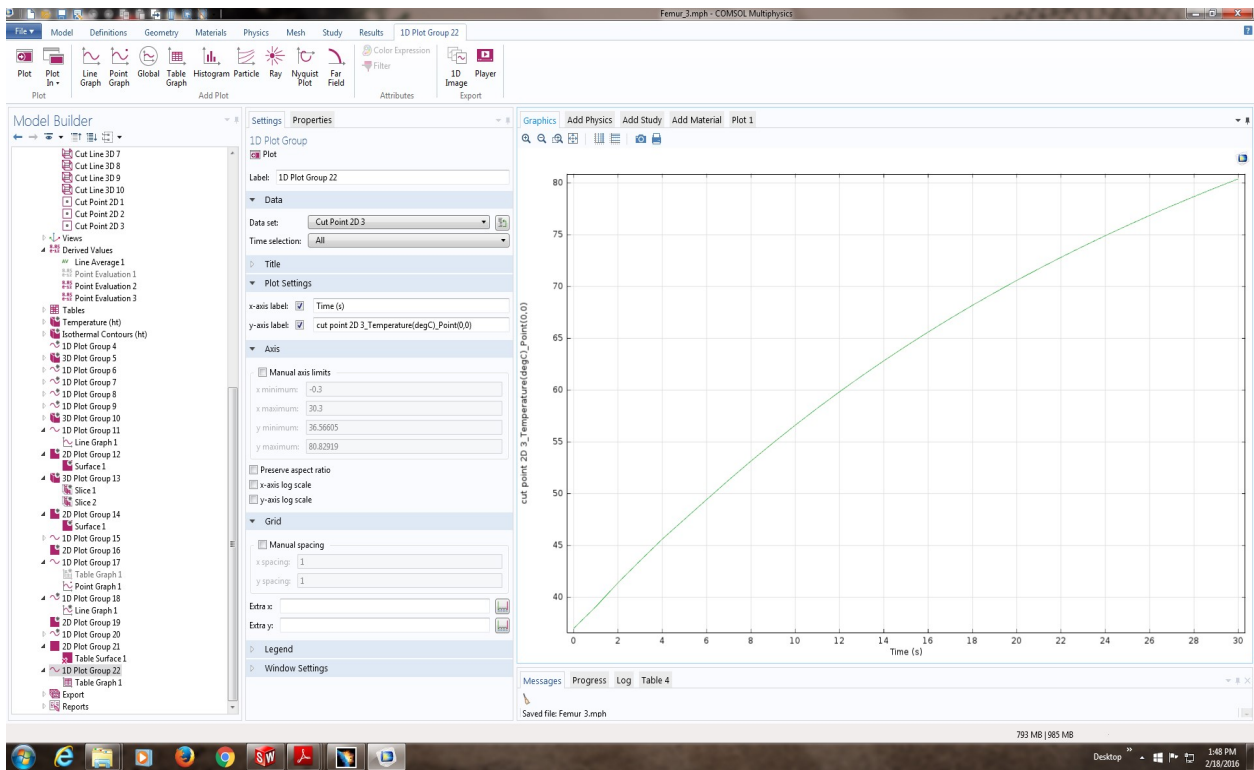 Femur_3.mph - COMSOL Multiphysics
File Model Definitions Geometry Materials Physics Mesh Study Results 1D Plot Group 22
Plot
Plot In
Line Graph
Point Graph
Global
Table Graph
Histogram
Particle
Ray
Nyquist Plot
Far Field
Color Expression
Filter
1D Image
Player
Plot
Add Plot
Attributes
Export
Model Builder
Cut Line 3D 7
Cut Line 3D 8
Cut Line 3D 9
Cut Line 3D 10
Cut Point 2D 1
Cut Point 2D 2
Cut Point 2D 3
Views
Derived Values
Line Average 1
Point Evaluation 1
Point Evaluation 2
Point Evaluation 3
Tables
Temperature (ht)
Isothermal Contours (ht)
1D Plot Group 4
3D Plot Group 5
1D Plot Group 6
1D Plot Group 7
1D Plot Group 8
1D Plot Group 9
3D Plot Group 10
1D Plot Group 11
Line Graph 1
2D Plot Group 12
Surface 1
3D Plot Group 13
Slice 1
Slice 2
2D Plot Group 14
Surface 1
1D Plot Group 15
2D Plot Group 16
1D Plot Group 17
Table Graph 1
Point Graph 1
1D Plot Group 18
Line Graph 1
2D Plot Group 19
1D Plot Group 20
2D Plot Group 21
Table Surface 1
1D Plot Group 22
Table Graph 1
Export
Reports
Settings Properties
1D Plot Group
Plot
Label: 1D Plot Group 22
Data
Data set: Cut Point 2D 3
Time selection: All
Title
Plot Settings
x-axis label: Time (s)
y-axis label: cut point 2D 3_Temperature(degC)_Point(0,0)
Axis
Manual axis limits
x minimum: -0.3
x maximum: 30.3
y minimum: 36.56605
y maximum: 80.82919
Preserve aspect ratio
x-axis log scale
y-axis log scale
Grid
Manual spacing
x spacing: 1
y spacing: 1
Extra x:
Extra y:
Legend
Window Settings
Graphics Add Physics Add Study Add Material Plot 1
80
75
70
65
60
55
50
45
40
cut point 2D 3_Temperature(degC)_Point(0,0)
0 2 4 6 8 10 12 14 16 18 20 22 24 26 28 30
Time (s)
Messages Progress Log Table 4
Saved file: Femur_3.mph
793 MB | 985 MB
SW
Desktop
1:48 PM
2/18/2016